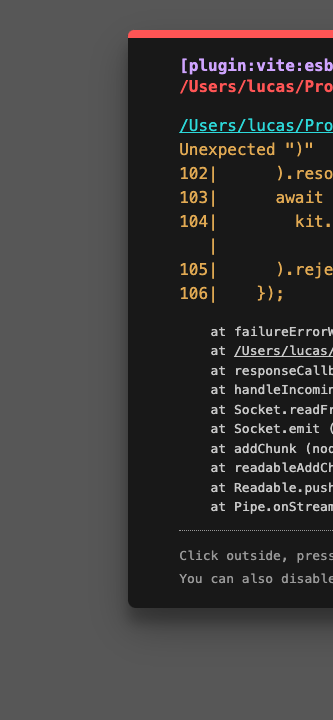 [plugin:vite:esb
/Users/lucas/Pro
/Users/lucas/Pro
Unexpected ")"
102|      ).reso
103|      await
104|        kit.
   |
105|      ).reje
106|    });
at failureErrorW
at /Users/lucas/
at responseCallb
at handleIncomin
at Socket.readFr
at Socket.emit (
at addChunk (nod
at readableAddCh
at Readable.push
at Pipe.onStream
Click outside, press
You can also disable